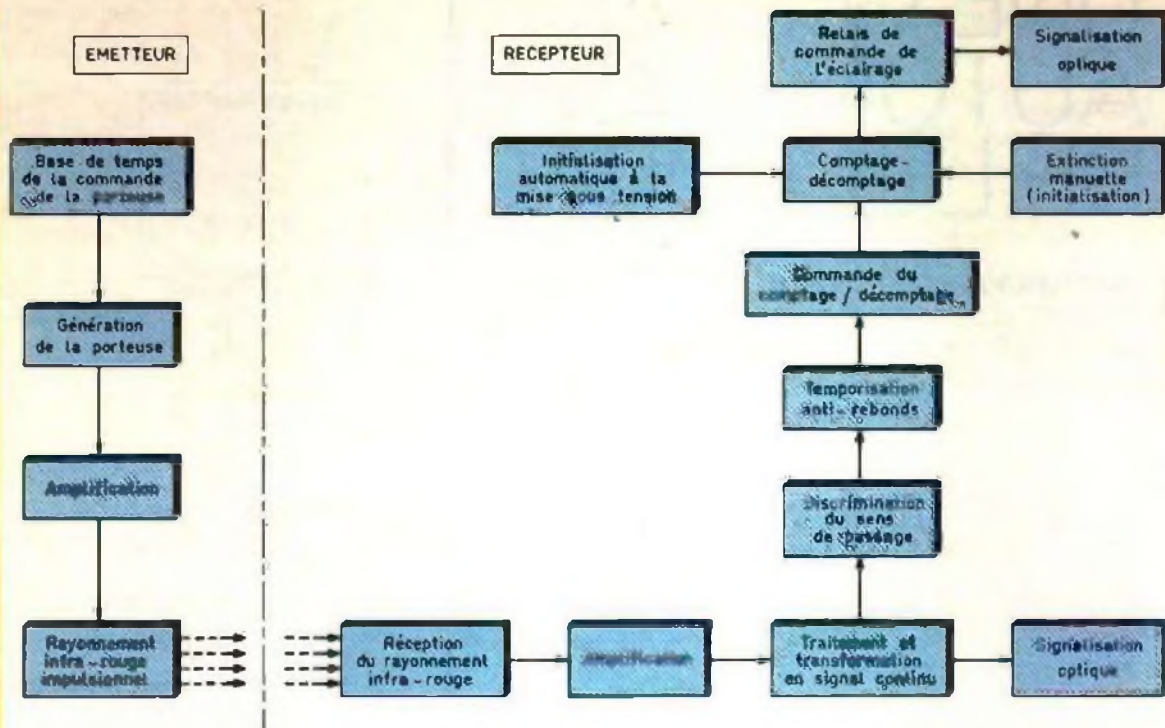 EMETTEUR
Base de temps
de la commande
de la porteuse
Génération
de la porteuse
Amplification
Rayonnement
infra-rouge
impulsionnel
RECEPTEUR
Relais de
commande de
l'éclairage
Signalisation
optique
Initialisation
automatique à la
mise sous tension
Comptage-
décomptage
Extinction
manuelle
(initialisation)
Commande du
comptage / décomptage
Temporisation
anti-rebonds
Discrimination
du sens
de passage
Réception
du rayonnement
infra-rouge
Amplification
Traitement et
transformation
en signal continu
Signalisation
optique